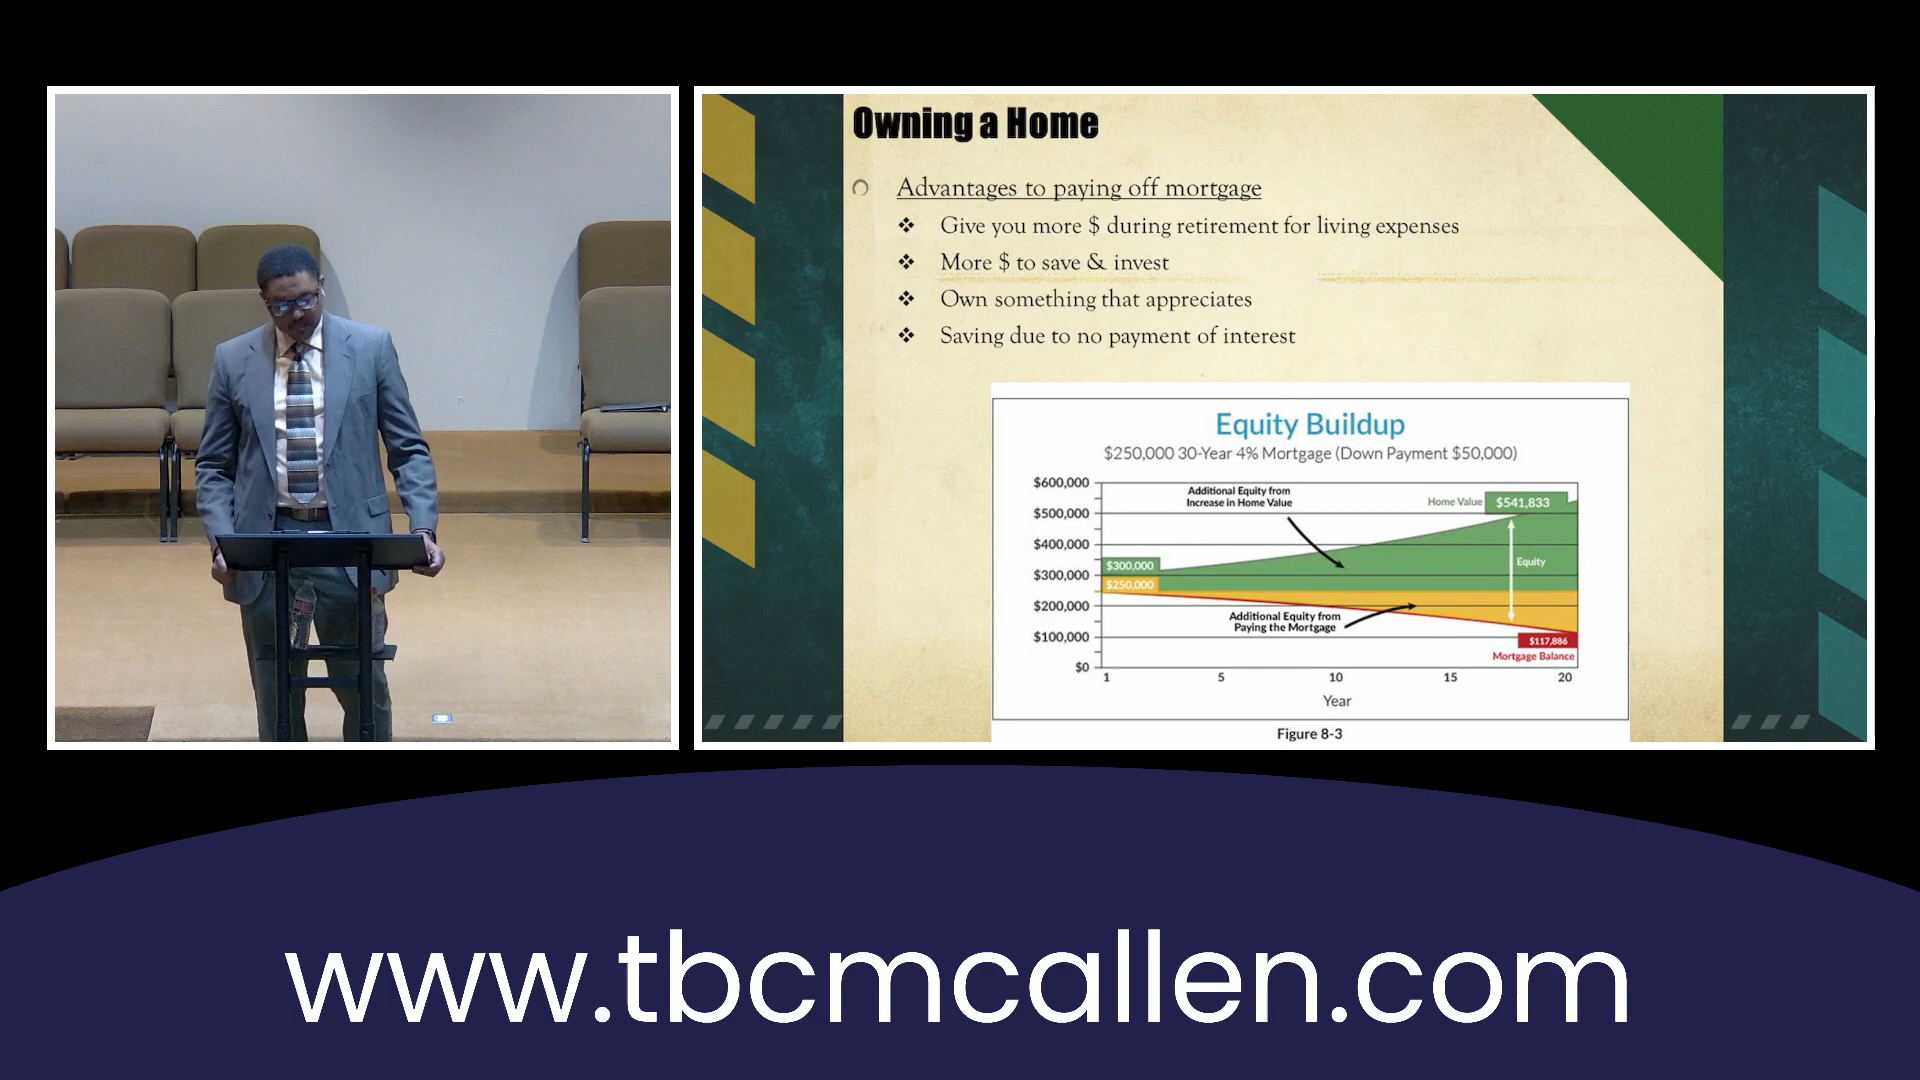 Owning a Home
Advantages to paying off mortgage
Give you more $ during retirement for living expenses
More $ to save & invest
Own something that appreciates
Saving due to no payment of interest
Equity Buildup
$250,000 30-Year 4% Mortgage (Down Payment $50,000)
$600,000
$500,000
$400,000
$300,000
$200,000
$100,000
$0
Additional Equity from
Increase in Home Value
Home Value
$541,833
$300,000
$250,000
Equity
Additional Equity from
Paying the Mortgage
$117,886
Mortgage Balance
1 5 10 15 20
Year
Figure 8-3
www.tbcmcallen.com